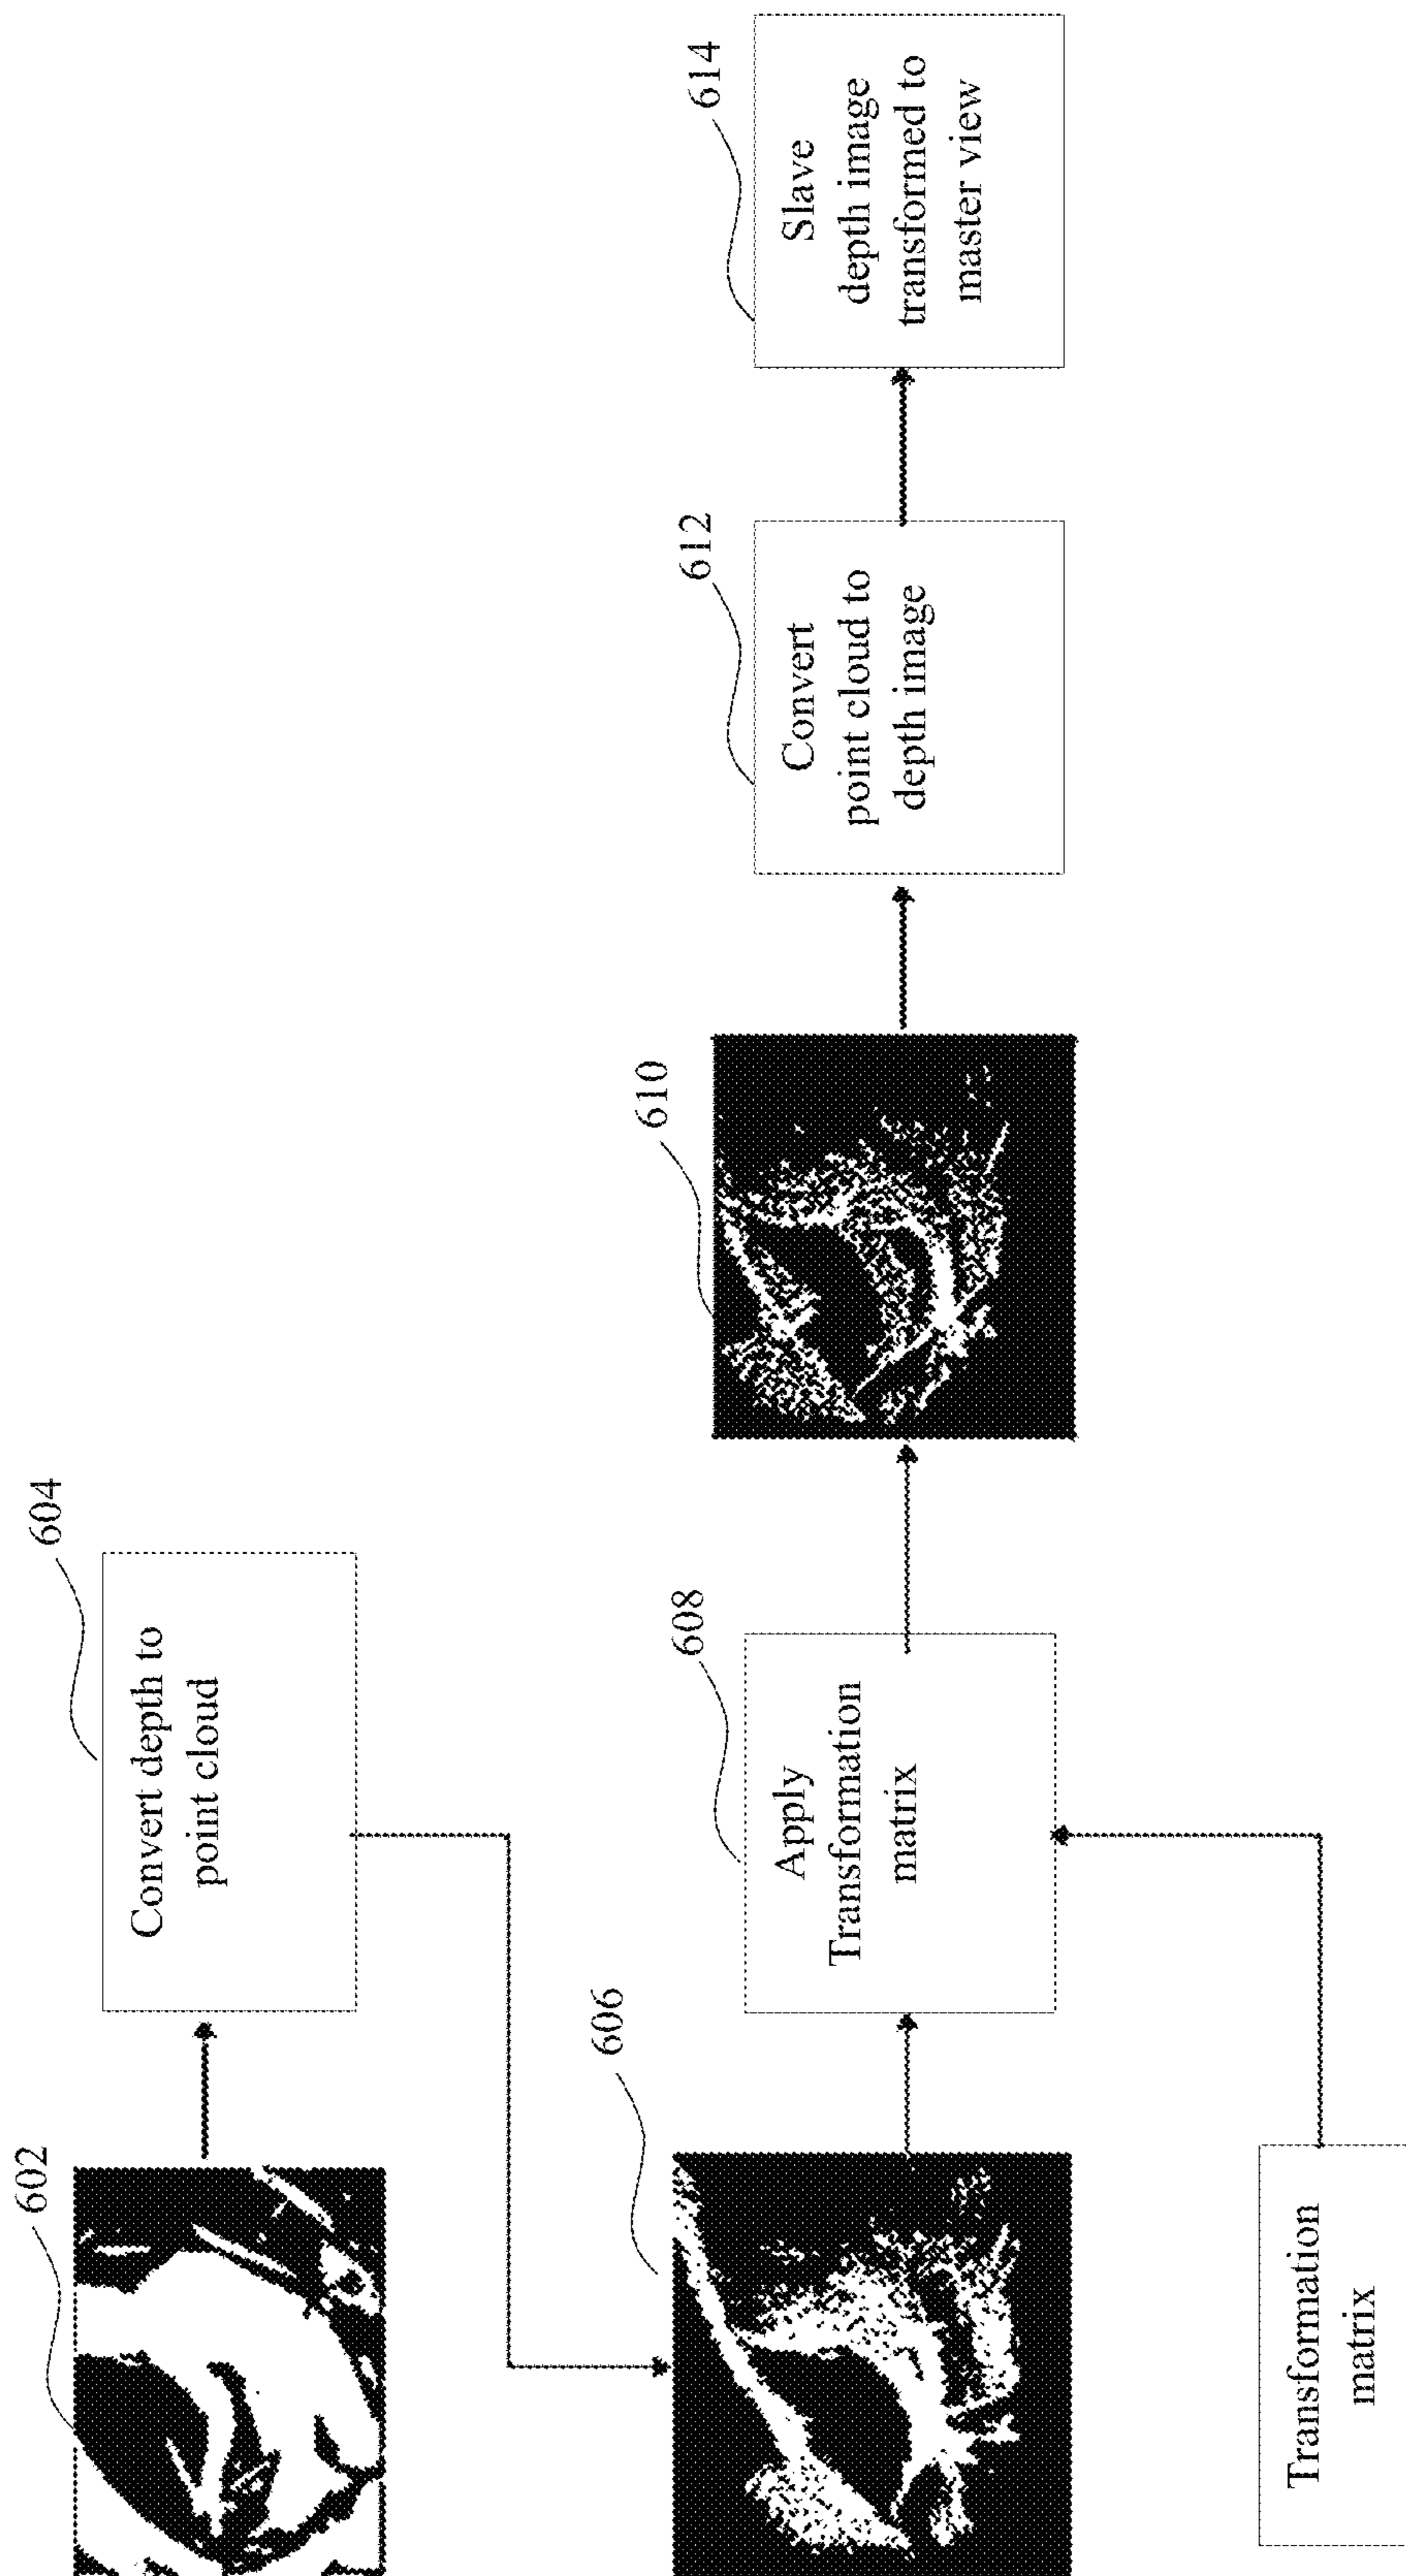 602
604
Convert depth to
point cloud
606
608
Apply
Transformation
matrix
610
612
Convert
point cloud to
depth image
614
Slave
depth image
transformed to
master view
Transformation
matrix